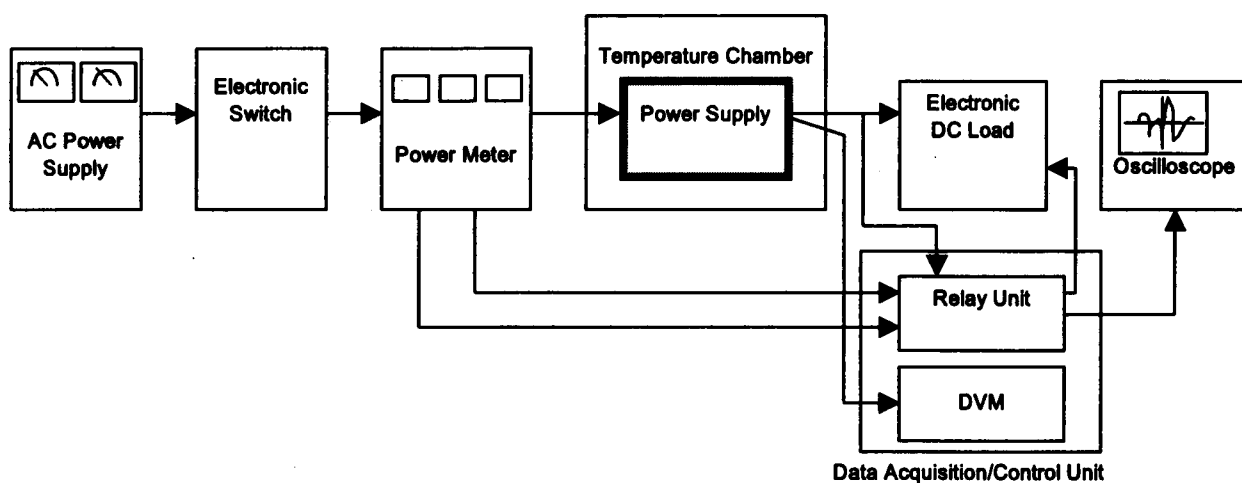 AC Power
Supply
Electronic
Switch
Power Meter
Temperature Chamber
Power Supply
Electronic
DC Load
Oscilloscope
Relay Unit
DVM
Data Acquisition/Control Unit